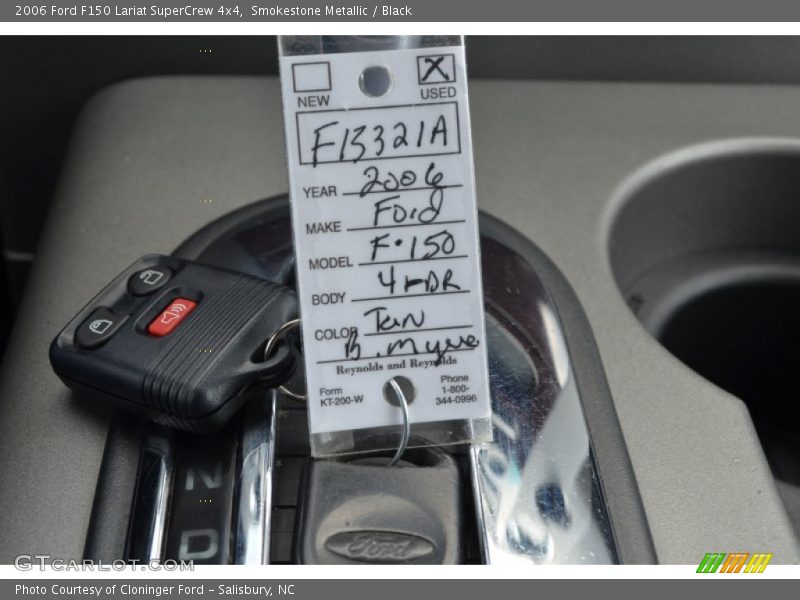 2006 Ford F150 Lariat SuperCrew 4x4, Smokestone Metallic / Black
NEW
X
USED
F13321A
YEAR 2006
MAKE Ford
MODEL F-150
BODY 4-DR
COLOR Tan
B.
Reynolds and Reynolds
Form
KT-200-W
Phone
1-800-
344-0996
N
D
Ford
GTCARLOT.COM
Photo Courtesy of Cloninger Ford – Salisbury, NC